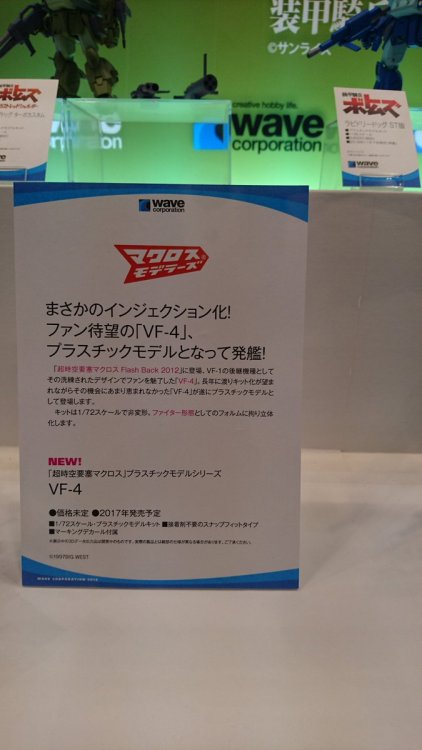 装甲騎
©サンライズ
creative hobby life.
wave
corporation
ボトムズ
ボトムズ
ラビドリードッグ ST版
wave
corporation
マクロス
モデラーズ
まさかのインジェクション化!
ファン待望の「VF-4」、
プラスチックモデルとなって発艦!
「超時空要塞マクロス Flash Back 2012」に登場。VF-1の後継機種として
その洗練されたデザインでファンを魅了した「VF-4」。長年に渡りキット化が望ま
れながらその機会にあまり恵まれなかった「VF-4」が遂にプラスチックモデルと
して登場します。
キットは1/72スケールで非変形。ファイター形態としてのフォルムに拘り立体
化します。
NEW!
「超時空要塞マクロス」プラスチックモデルシリーズ
VF-4
●価格未定 ●2017年発売予定
■1/72スケール・プラスチックモデルキット ■接着剤不要のスナップフィットタイプ
■マーキングデカール付属
WAVE CORPORATION 2016